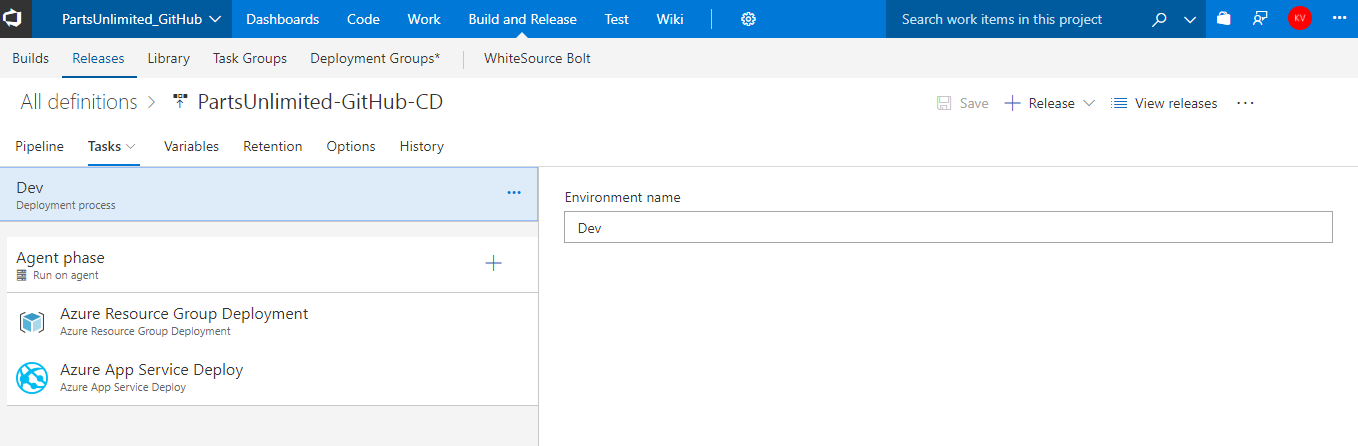 PartsUnlimited_GitHub Dashboards Code Work Build and Release Test Wiki Search work items in this project KV
Builds Releases Library Task Groups Deployment Groups* WhiteSource Bolt
All definitions PartsUnlimited-GitHub-CD Save Release View releases
Pipeline Tasks Variables Retention Options History
Dev
Deployment process
Environment name
Dev
Agent phase
Run on agent
Azure Resource Group Deployment
Azure Resource Group Deployment
Azure App Service Deploy
Azure App Service Deploy